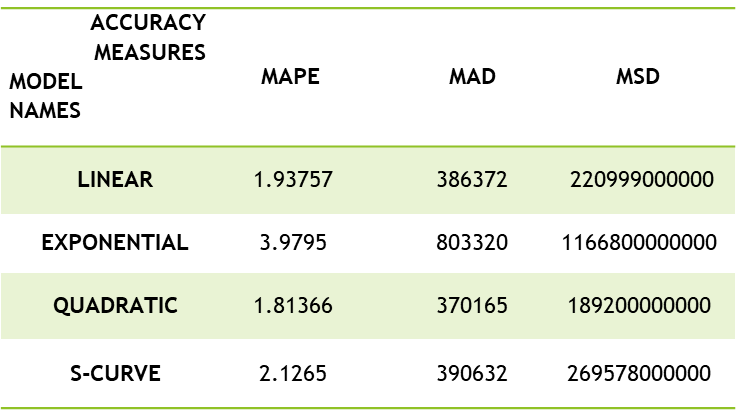 ACCURACY
MEASURES
MODEL
NAMES
MAPE MAD MSD
LINEAR 1.93757 386372 220999000000
EXPONENTIAL 3.9795 803320 1166800000000
QUADRATIC 1.81366 370165 189200000000
S-CURVE 2.1265 390632 269578000000